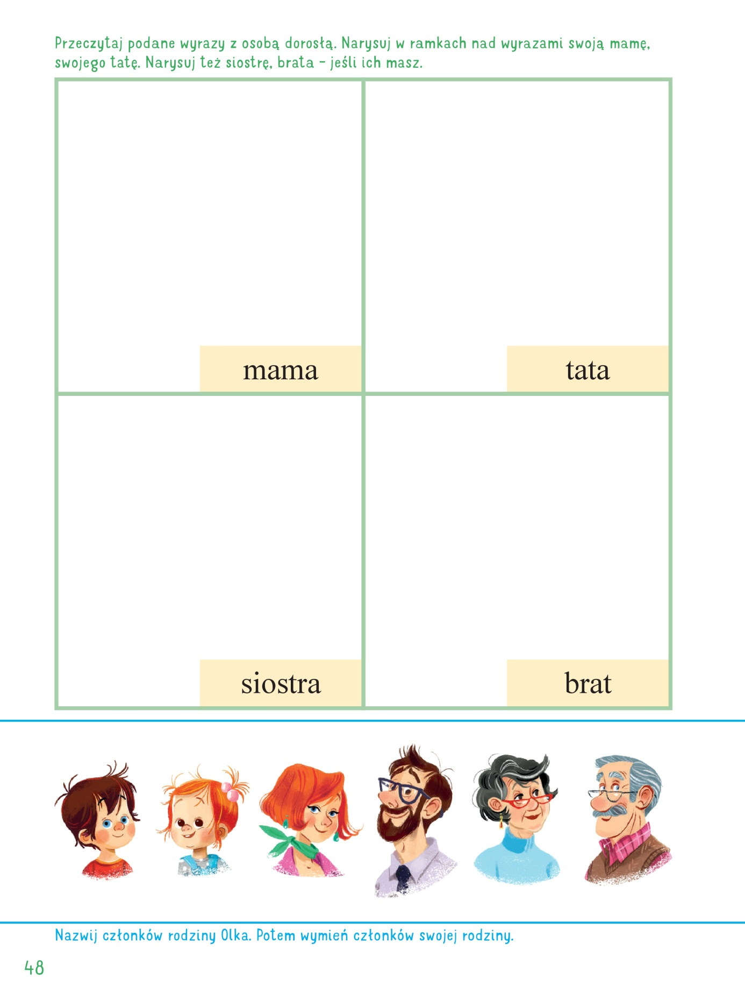 Przeczytaj podane wyrazy z osobą dorosłą. Narysuj w ramkach nad wyrazami swoją mamę,
swojego tatę. Narysuj też siostrę, brata – jeśli ich masz.
mama
tata
siostra
brat
Nazwij członków rodziny Olka. Potem wymień członków swojej rodziny.
48